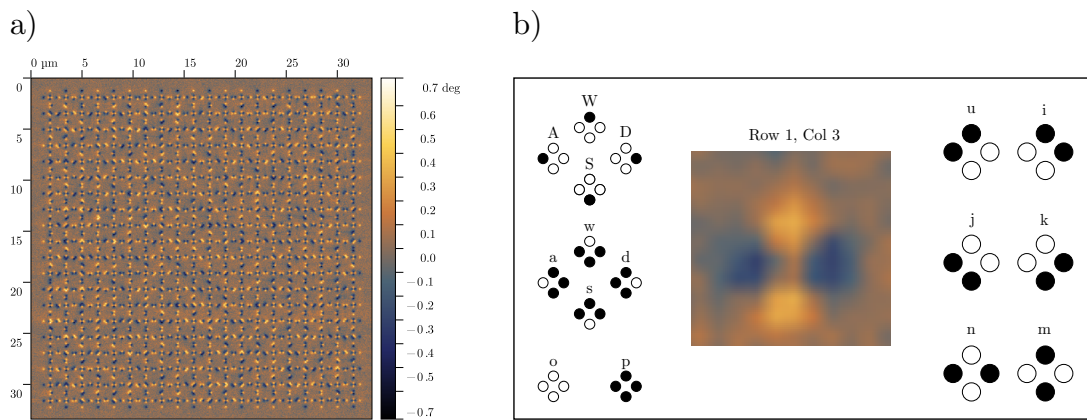 a)
b)
0 µm 5 10 15 20 25 30
0
5
10
15
20
25
30
0.7 deg
0.6
0.5
0.4
0.3
0.2
0.1
0.0
−0.1
−0.2
−0.3
−0.4
−0.5
−0.6
−0.7
W
A D
S
w
a d
s
o p
Row 1, Col 3
u i
j k
n m